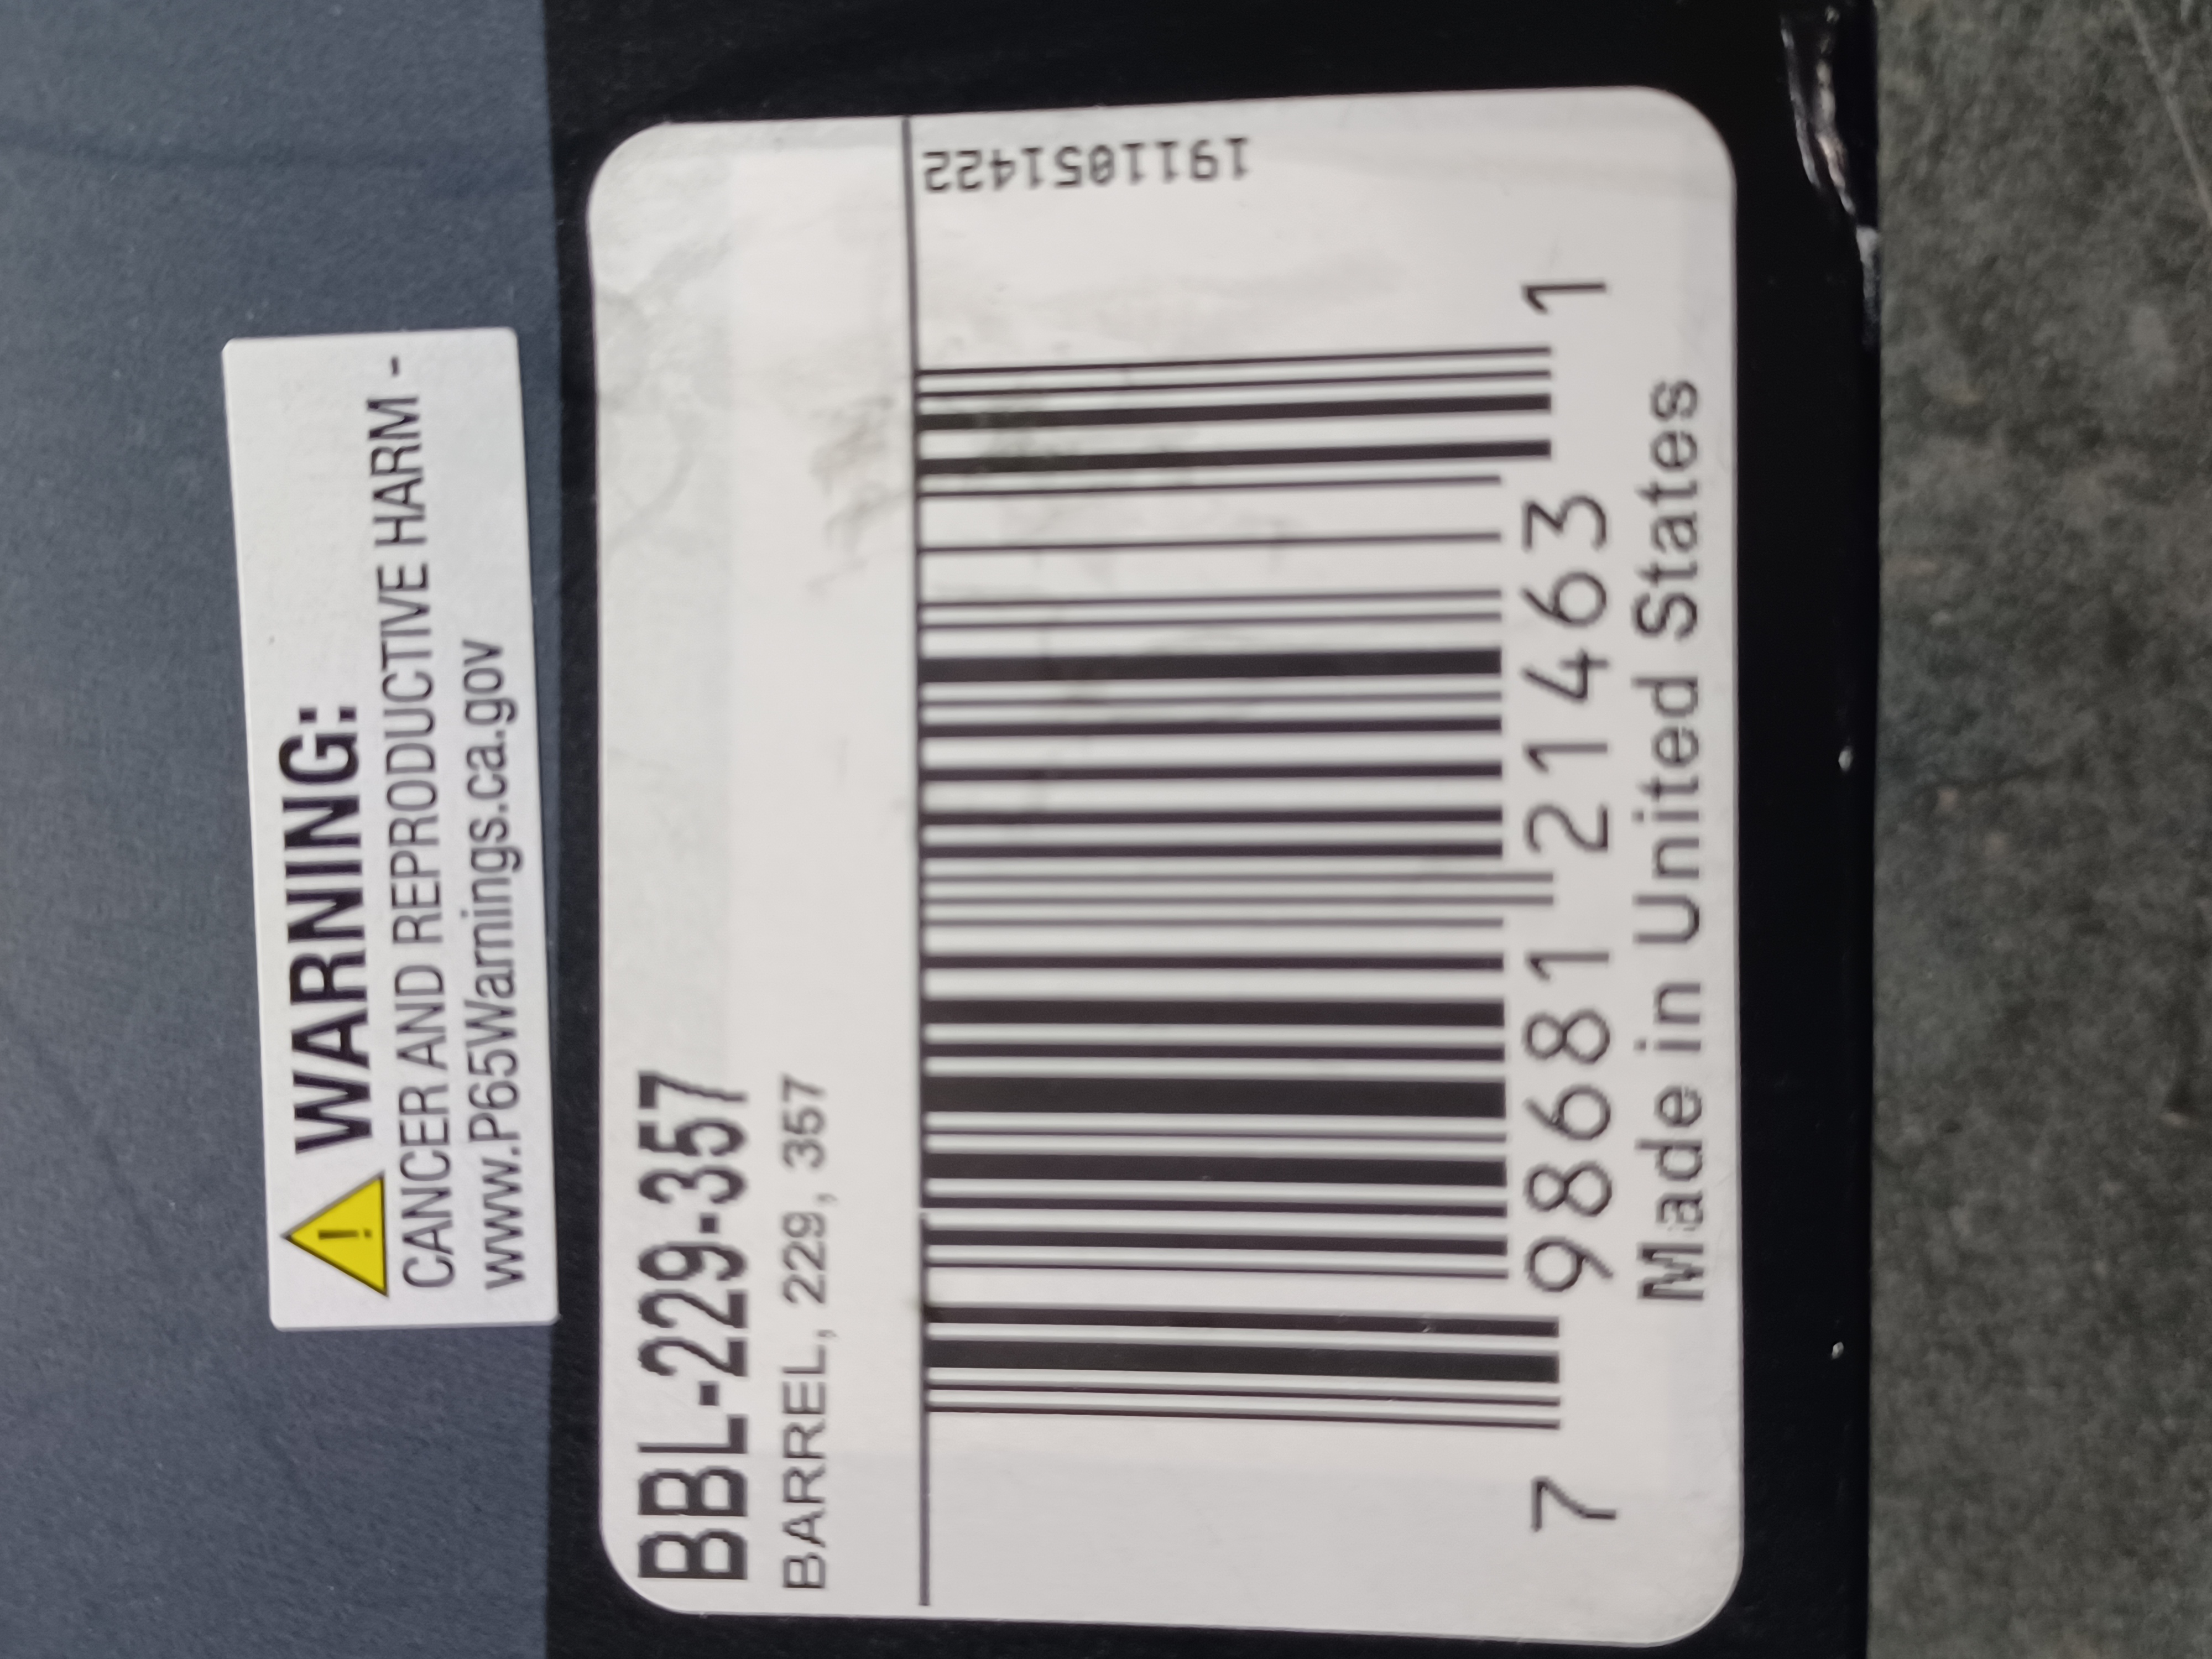 WARNING:
CANCER AND REPRODUCTIVE HARM -
www.P65Warnings.ca.gov
BBL-229-357
BARREL, 229, 357
1911051422
7 98681 21463 1
Made in United States